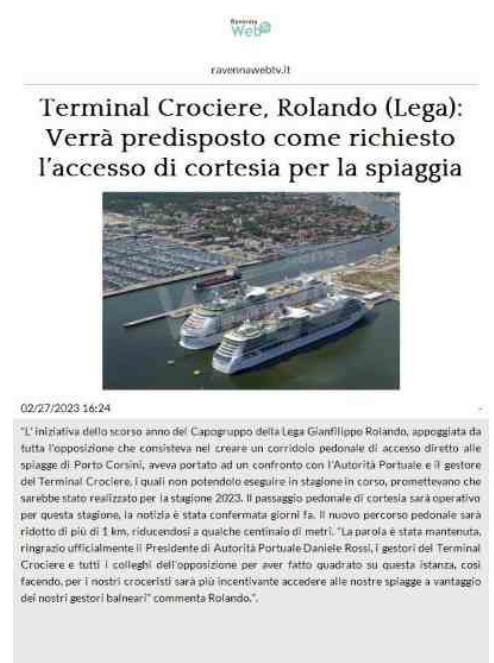 Ravenna
Web
ravennawebtv.it
Terminal Crociere, Rolando (Lega):
Verrà predisposto come richiesto
l'accesso di cortesia per la spiaggia
02/27/2023 16:24
"L' iniziativa dello scorso anno del Capogruppo della Lega Gianfilippo Rolando, appoggiata da
tutta l'opposizione che consisteva nel creare un corridoio pedonale di accesso diretto alle
spiagge di Porto Corsini, aveva portato ad un confronto con l'Autorità Portuale e il gestore
del Terminal Crociere, i quali non potendolo eseguire in stagione in corso, promettevano che
sarebbe stato realizzato per la stagione 2023. Il passaggio pedonale di cortesia sarà operativo
per questa stagione, la notizia è stata confermata giorni fa. Il nuovo percorso pedonale sarà
ridotto di più di 1 km, riducendosi a qualche centinaio di metri. "La parola è stata mantenuta,
ringrazio ufficialmente il Presidente di Autorità Portuale Daniele Rossi, i gestori del Terminal
Crociere e tutti i colleghi dell'opposizione per aver fatto quadrato su questa istanza, così
facendo, per i nostri croceristi sarà più incentivante accedere alle nostre spiagge a vantaggio
dei nostri gestori balneari" commenta Rolando.".